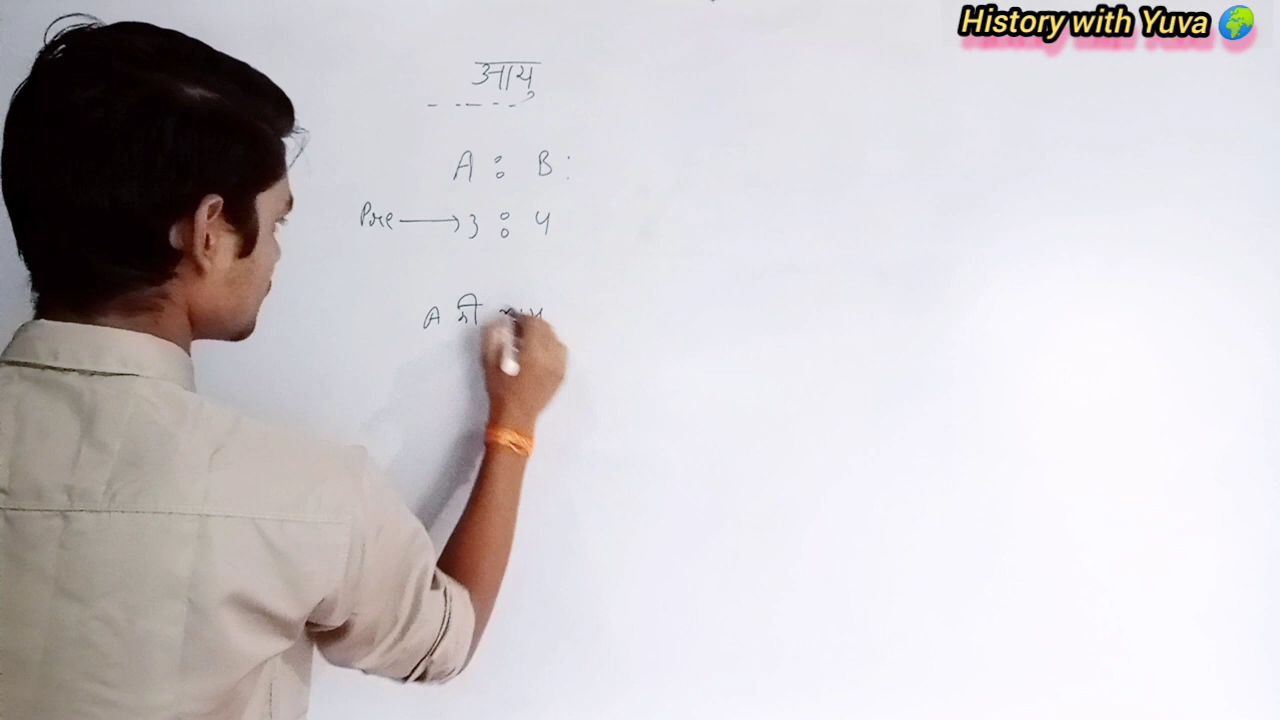 History with Yuva
आयु
A : B :
Pre → 3 : 4
A की